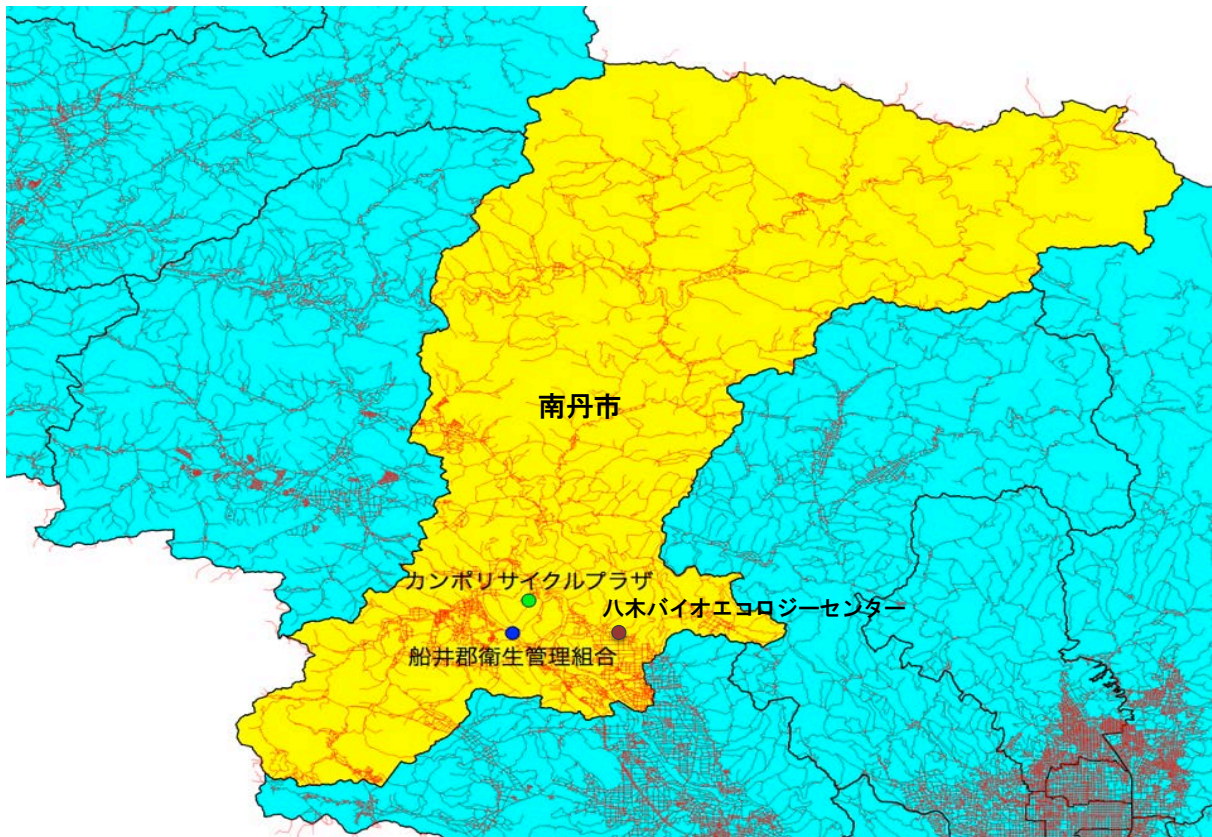 南丹市
カンポリサイクルプラザ
八木バイオエコロジーセンター
船井郡衛生管理組合